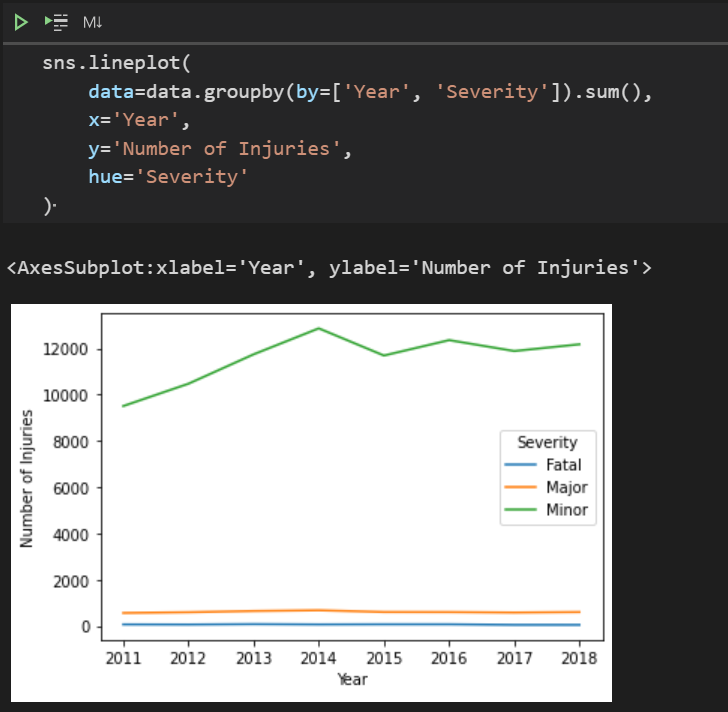 M↓
sns.lineplot(
    data=data.groupby(by=['Year', 'Severity']).sum(),
    x='Year',
    y='Number of Injuries',
    hue='Severity'
)
<AxesSubplot:xlabel='Year', ylabel='Number of Injuries'>
12000
10000
8000
6000
4000
2000
0
Number of Injuries
Severity
Fatal
Major
Minor
2011 2012 2013 2014 2015 2016 2017 2018
Year